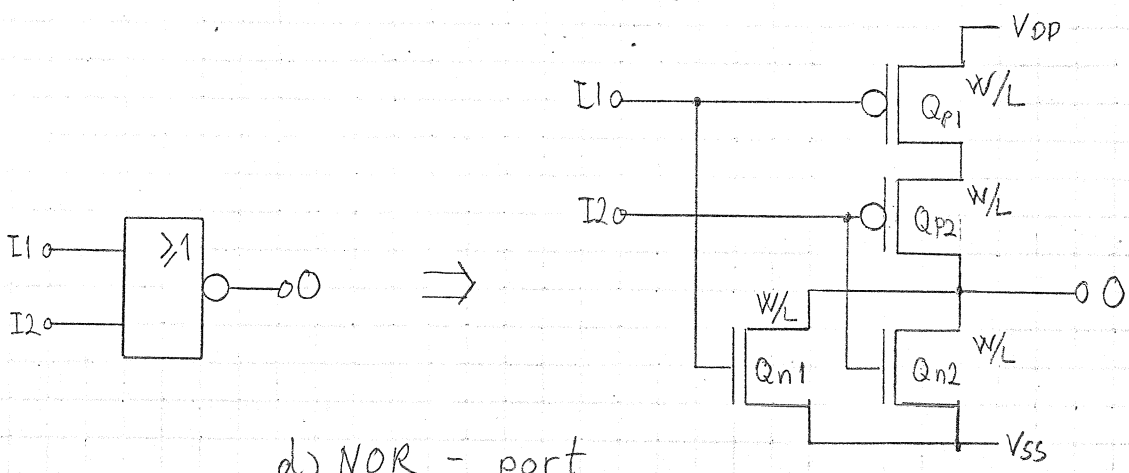 I1
I2
≥1
O
⇒
I1
I2
VDD
W/L
Qp1
W/L
Qp2
O
W/L
Qn1
W/L
Qn2
VSS
d) NOR - port